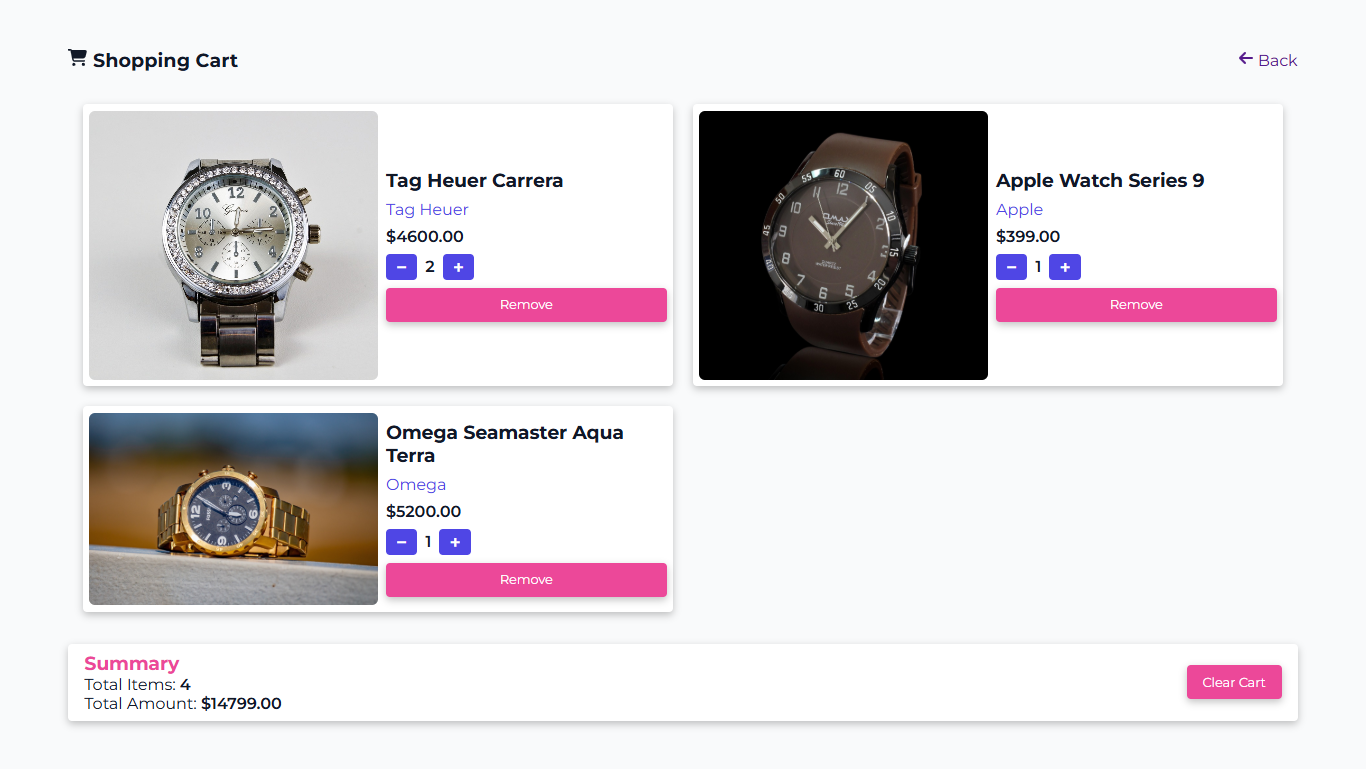 Shopping Cart
Back
Tag Heuer Carrera
Tag Heuer
$4600.00
− 2 +
Remove
Apple Watch Series 9
Apple
$399.00
− 1 +
Remove
Omega Seamaster Aqua
Terra
Omega
$5200.00
− 1 +
Remove
Summary
Total Items: 4
Total Amount: $14799.00
Clear Cart